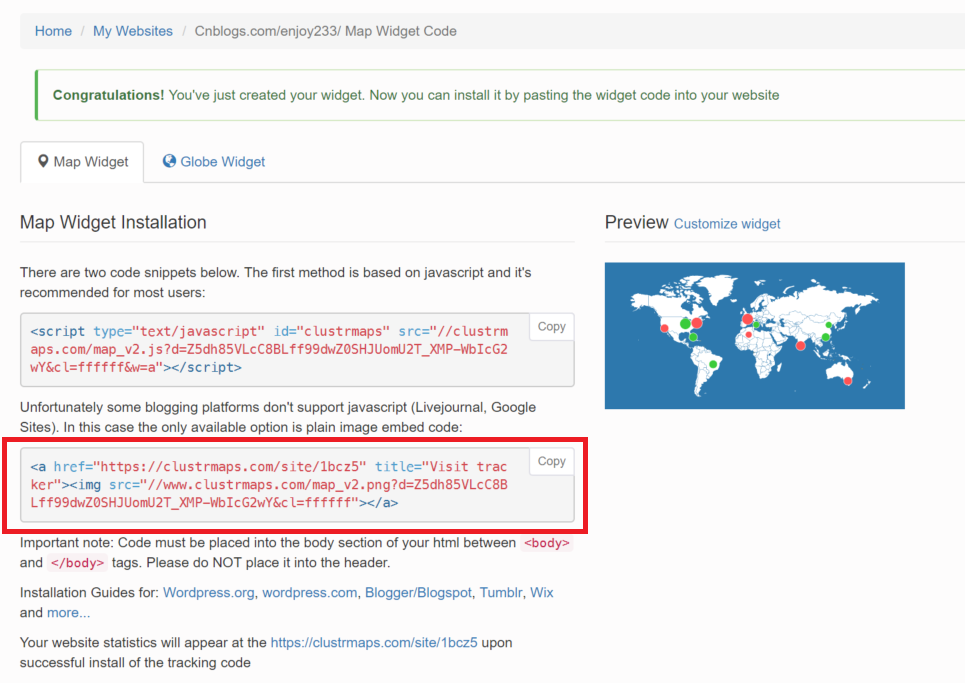 Home / My Websites / Cnblogs.com/enjoy233/ Map Widget Code
Congratulations! You've just created your widget. Now you can install it by pasting the widget code into your website
Map Widget
Globe Widget
Map Widget Installation
There are two code snippets below. The first method is based on javascript and it's
recommended for most users:
Copy
<script type="text/javascript" id="clustrmaps" src="//clustrm
aps.com/map_v2.js?d=Z5dh85VLcC8BLff99dwZ0SHJUomU2T_XMP-WbIcG2
wY&cl=ffffff&w=a"></script>
Unfortunately some blogging platforms don't support javascript (Livejournal, Google
Sites). In this case the only available option is plain image embed code:
Copy
<a href="https://clustrmaps.com/site/1bcz5" title="Visit trac
ker"><img src="//www.clustrmaps.com/map_v2.png?d=Z5dh85VLcC8B
Lff99dwZ0SHJUomU2T_XMP-WbIcG2wY&cl=ffffff"></a>
Important note: Code must be placed into the body section of your html between <body>
and </body> tags. Please do NOT place it into the header.
Installation Guides for: Wordpress.org, wordpress.com, Blogger/Blogspot, Tumblr, Wix
and more...
Your website statistics will appear at the https://clustrmaps.com/site/1bcz5 upon
successful install of the tracking code
Preview Customize widget